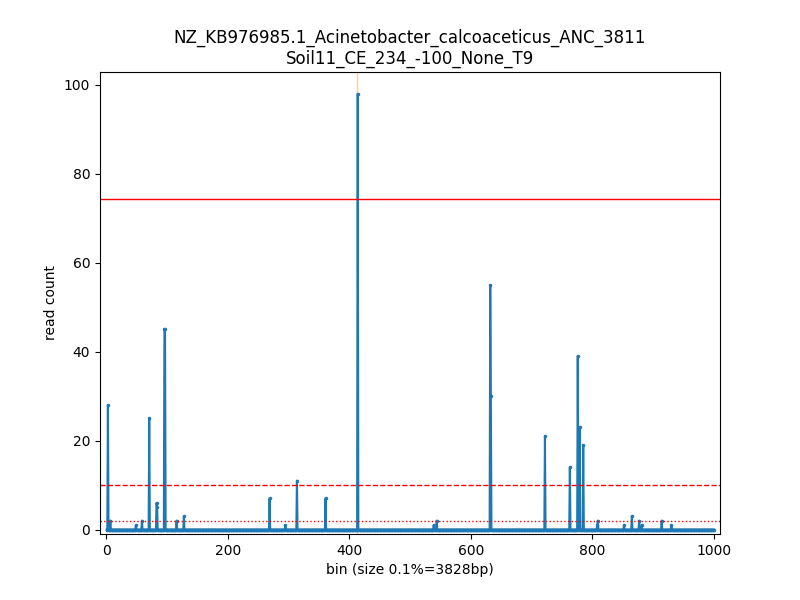 NZ_KB976985.1_Acinetobacter_calcoaceticus_ANC_3811
Soil11_CE_234_-100_None_T9
100
80
60
40
20
0
read count
0 200 400 600 800 1000
bin (size 0.1%=3828bp)